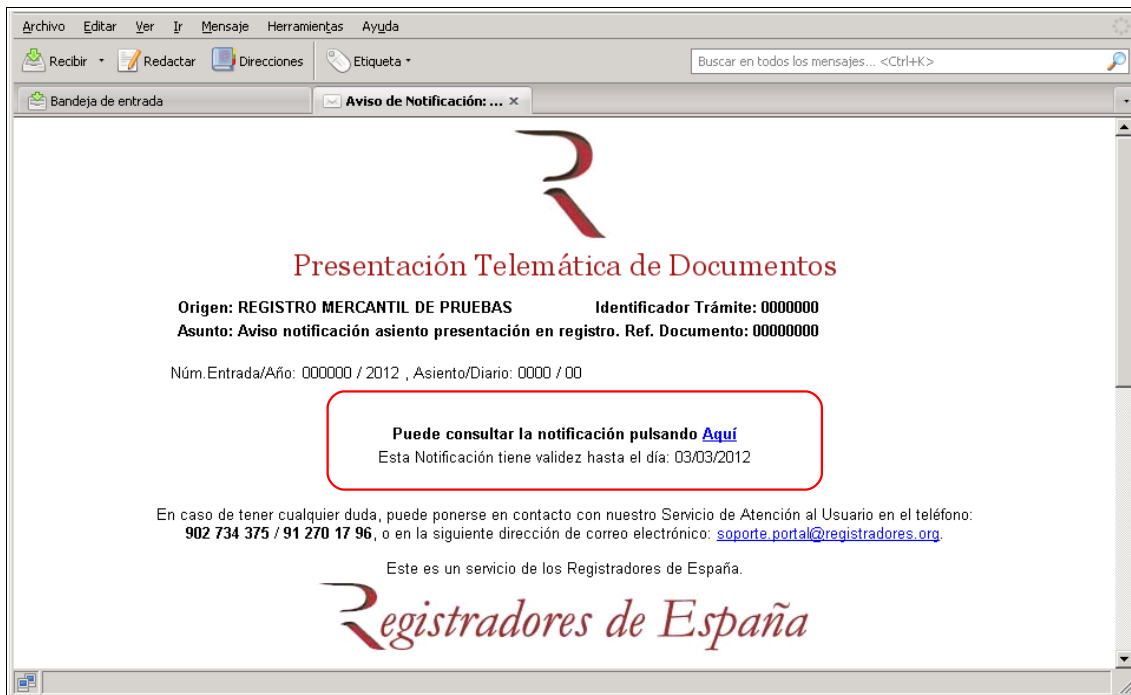 Archivo Editar Ver Ir Mensaje Herramientas Ayuda
Recibir Redactar Direcciones Etiqueta Buscar en todos los mensajes... <Ctrl+K>
Bandeja de entrada Aviso de Notificación: ... x
R
Presentación Telemática de Documentos
Origen: REGISTRO MERCANTIL DE PRUEBAS Identificador Trámite: 0000000
Asunto: Aviso notificación asiento presentación en registro. Ref. Documento: 00000000
Núm.Entrada/Año: 000000 / 2012 , Asiento/Diario: 0000 / 00
Puede consultar la notificación pulsando Aquí
Esta Notificación tiene validez hasta el día: 03/03/2012
En caso de tener cualquier duda, puede ponerse en contacto con nuestro Servicio de Atención al Usuario en el teléfono:
902 734 375 / 91 270 17 96, o en la siguiente dirección de correo electrónico: soporte.portal@registradores.org.
Este es un servicio de los Registradores de España.
Registradores de España